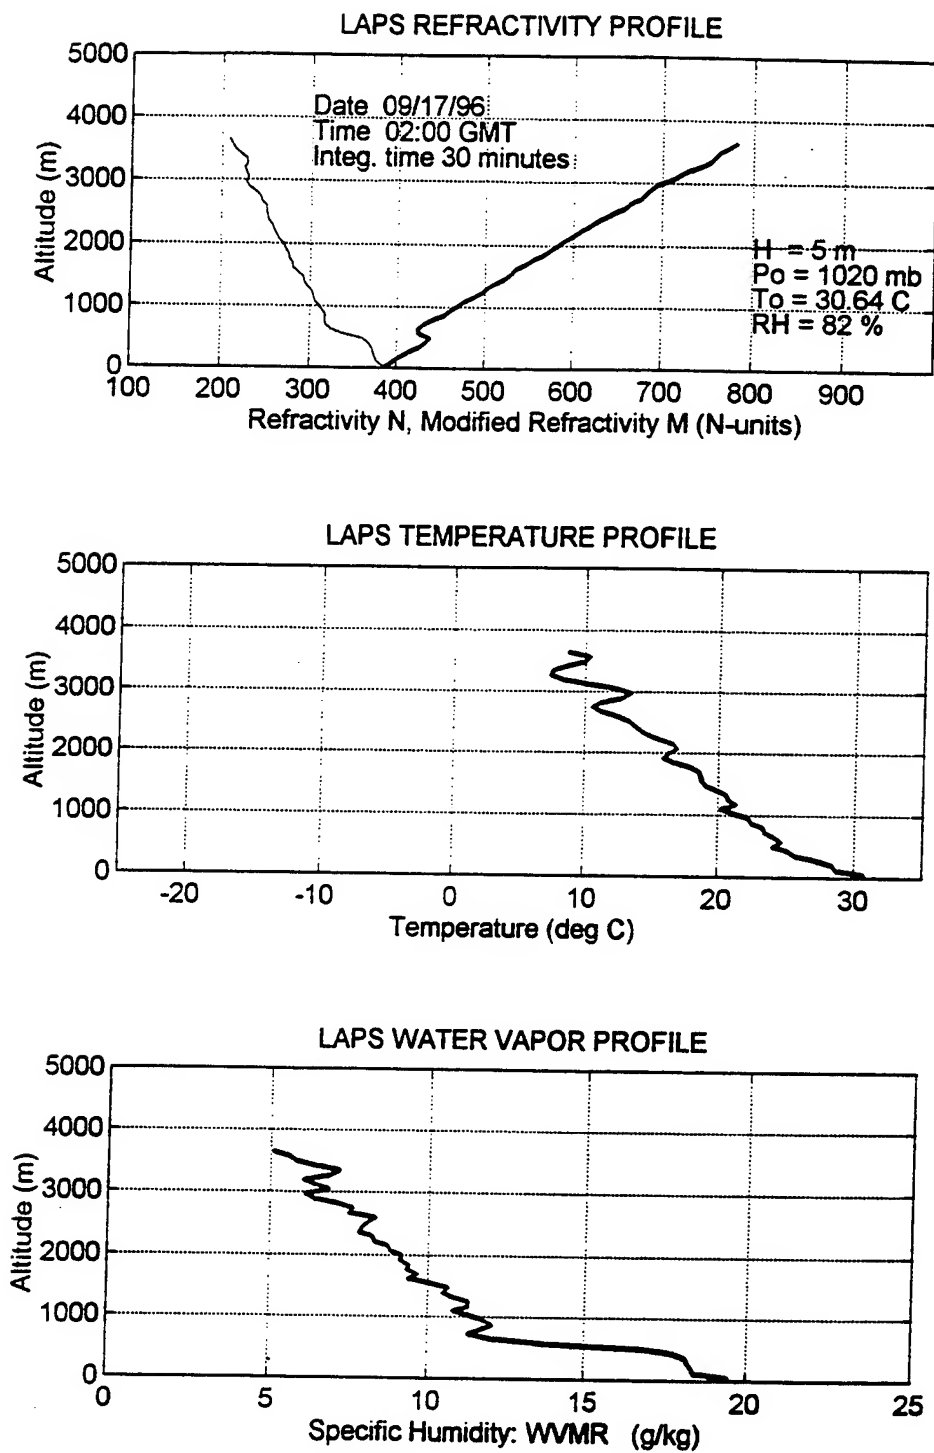 LAPS REFRACTIVITY PROFILE
5000
4000
3000
2000
1000
0
Altitude (m)
Date 09/17/96
Time 02:00 GMT
Integ. time 30 minutes
H = 5 m
Po = 1020 mb
To = 30.64 C
RH = 82 %
100 200 300 400 500 600 700 800 900
Refractivity N, Modified Refractivity M (N-units)
LAPS TEMPERATURE PROFILE
5000
4000
3000
2000
1000
0
Altitude (m)
-20 -10 0 10 20 30
Temperature (deg C)
LAPS WATER VAPOR PROFILE
5000
4000
3000
2000
1000
0
Altitude (m)
0 5 10 15 20 25
Specific Humidity: WVMR (g/kg)